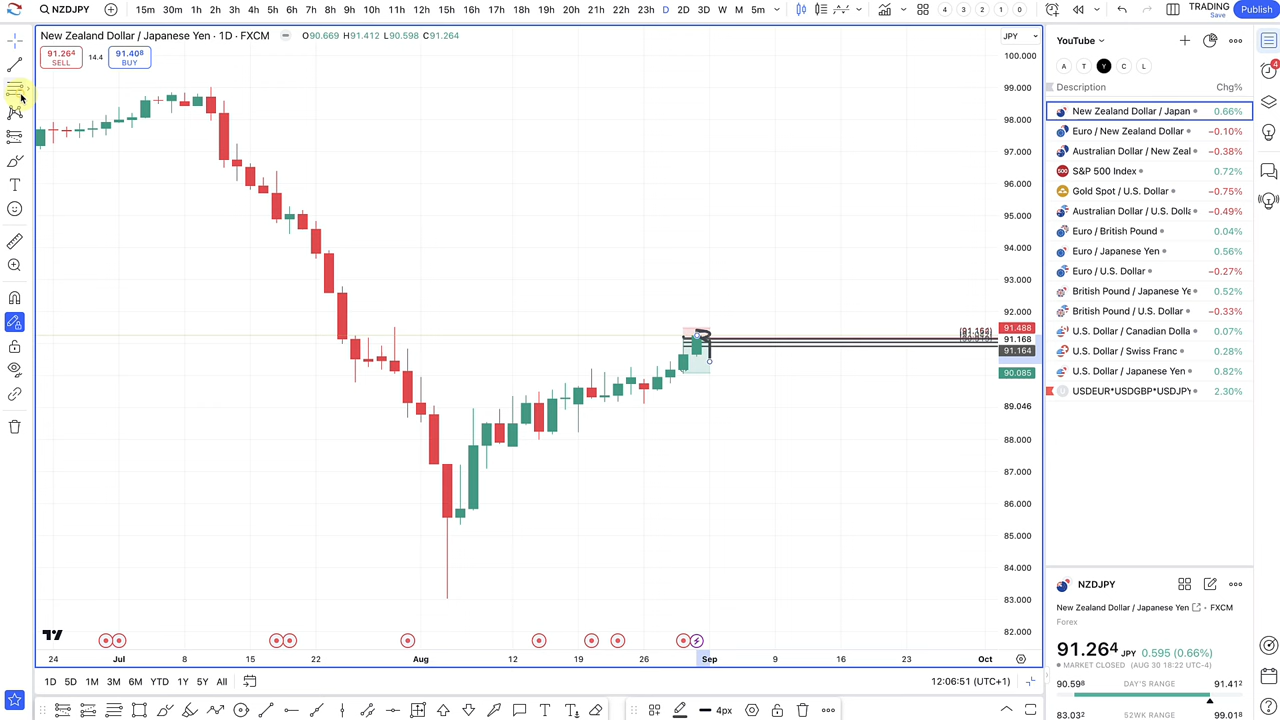 NZDJPY 15m 30m 1h 2h 3h 4h 5h 6h 7h 8h 9h 10h 11h 12h 15h 16h 17h 18h 19h 20h 21h 22h 23h D 2D 3D W M 5m 4 3 2 1 0 TRADING Save Publish
New Zealand Dollar / Japanese Yen · 1D · FXCM O90.669 H91.412 L90.598 C91.264
91.264 SELL 14.4 91.408 BUY
JPY
100.000
99.000
98.000
97.000
96.000
95.000
94.000
93.000
92.000
91.488
91.168
91.164
90.085
89.046
88.000
87.000
86.000
85.000
84.000
83.000
82.000
24 Jul 8 15 22 Aug 12 19 26 Sep 9 16 23 Oct
1D 5D 1M 3M 6M YTD 1Y 5Y All 12:06:51 (UTC+1)
4px
YouTube
A T Y C L
Description Chg%
New Zealand Dollar / Japan 0.66%
Euro / New Zealand Dollar −0.10%
Australian Dollar / New Zeal −0.38%
S&P 500 Index 0.72%
Gold Spot / U.S. Dollar −0.75%
Australian Dollar / U.S. Dolla −0.49%
Euro / British Pound 0.04%
Euro / Japanese Yen 0.56%
Euro / U.S. Dollar −0.27%
British Pound / Japanese Ye 0.52%
British Pound / U.S. Dollar −0.33%
U.S. Dollar / Canadian Dolla 0.07%
U.S. Dollar / Swiss Franc 0.28%
U.S. Dollar / Japanese Yen 0.82%
USDEUR*USDGBP*USDJPY 2.30%
4
NZDJPY
New Zealand Dollar / Japanese Yen · FXCM
Forex
91.264 JPY 0.595 (0.66%)
MARKET CLOSED (AUG 30 18:22 UTC-4)
90.598 DAY'S RANGE 91.412
83.032 52WK RANGE 99.018